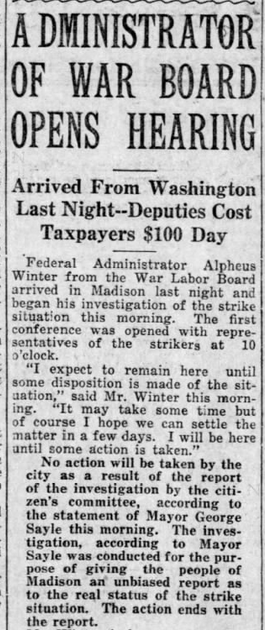 ADMINISTRATOR
OF WAR BOARD
OPENS HEARING
Arrived From Washington
Last Night--Deputies Cost
Taxpayers $100 Day
Federal Administrator Alpheus
Winter from the War Labor Board
arrived in Madison last night and
began his investigation of the strike
situation this morning. The first
conference was opened with repre-
sentatives of the strikers at 10
o'clock.
"I expect to remain here until
some disposition is made of the sit-
uation," said Mr. Winter this morn-
ing. "It may take some time but
of course I hope we can settle the
matter in a few days. I will be here
until some action is taken."
No action will be taken by the
city as a result of the report
of the investigation by the citi-
zen's committee, according to
the statement of Mayor George
Sayle this morning. The inves-
tigation, according to Mayor
Sayle was conducted for the pur-
pose of giving the people of
Madison an unbiased report as
to the real status of the strike
situation. The action ends with
the report.